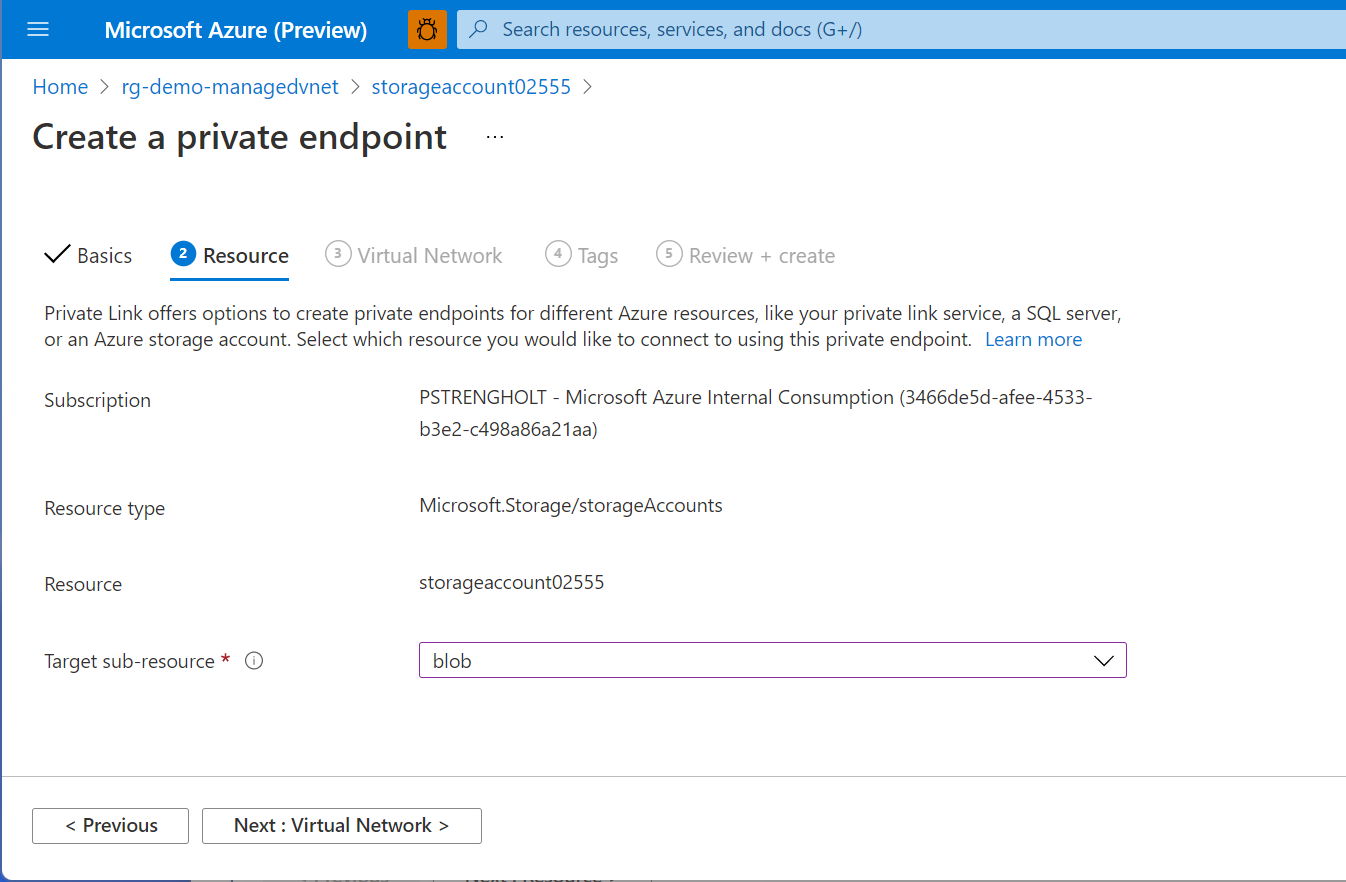 Microsoft Azure (Preview)
Search resources, services, and docs (G+/)
Home > rg-demo-managedvnet > storageaccount02555 >
Create a private endpoint ...
Basics 2 Resource 3 Virtual Network 4 Tags 5 Review + create
Private Link offers options to create private endpoints for different Azure resources, like your private link service, a SQL server,
or an Azure storage account. Select which resource you would like to connect to using this private endpoint. Learn more
Subscription
PSTRENGHOLT - Microsoft Azure Internal Consumption (3466de5d-afee-4533-
b3e2-c498a86a21aa)
Resource type
Microsoft.Storage/storageAccounts
Resource
storageaccount02555
Target sub-resource *
blob
< Previous
Next : Virtual Network >